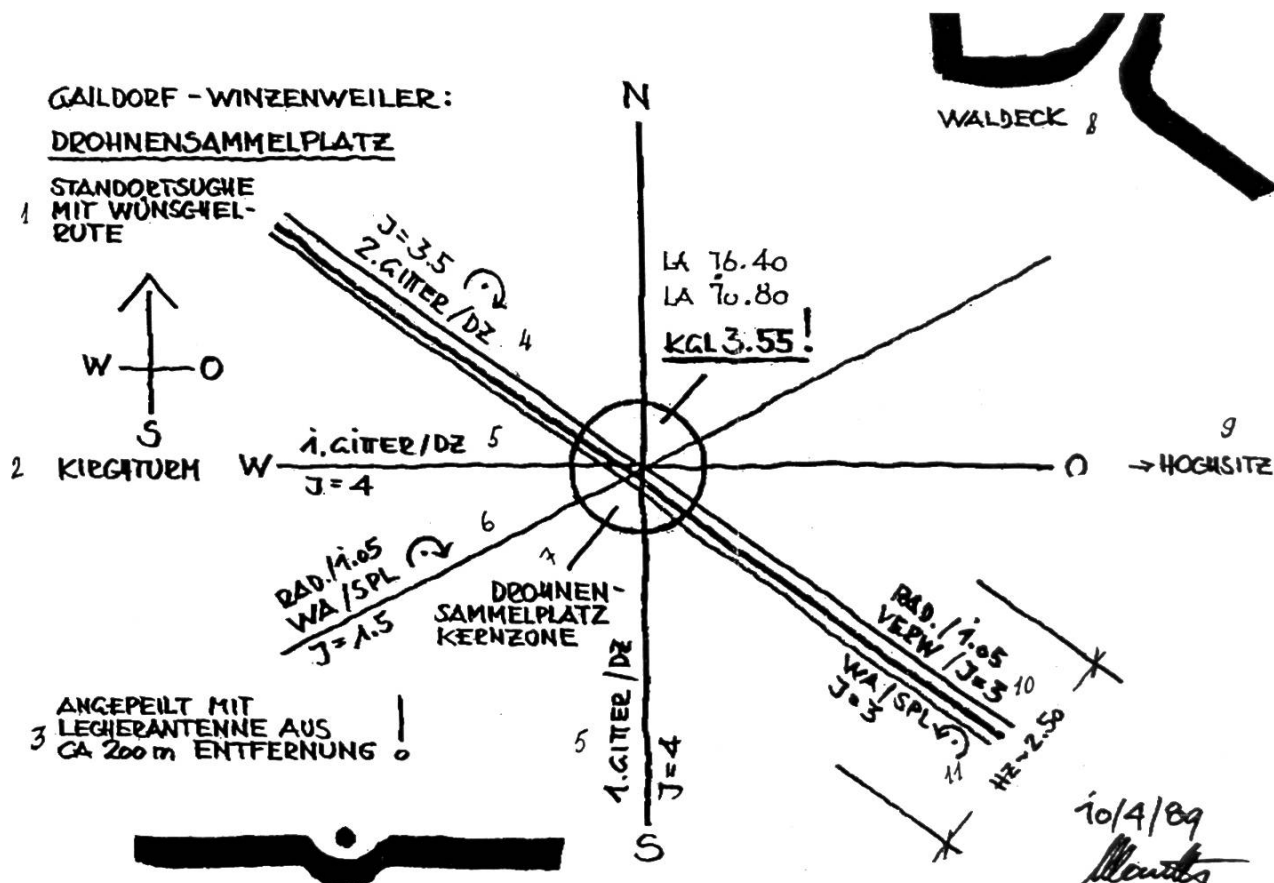 GAILDORF - WINZENWEILER:
DROHNENSAMMELPLATZ
1 STANDORTSUCHE
MIT WÜNSCHEL-
RUTE
N
WALDECK 8
J=3.5
2.GITTER/DZ 4
LA 16.40
LA 10.80
KGL 3.55!
W O
S
2 KIRCHTURM
W 1.GITTER/DZ 5
J=4
O → HOCHSITZ
9
6
RAD./1.05
WA/SPL
J=1.5
7
DROHNEN-
SAMMELPLATZ
KERNZONE
RAD./1.05
VERW/J=3 10
WA/SPL
J=3
11
HZ~2.50
3 ANGEPEILT MIT
LECHERANTENNE AUS
CA 200m ENTFERNUNG !
5 1.GITTER/DZ
J=4
S
10/4/89